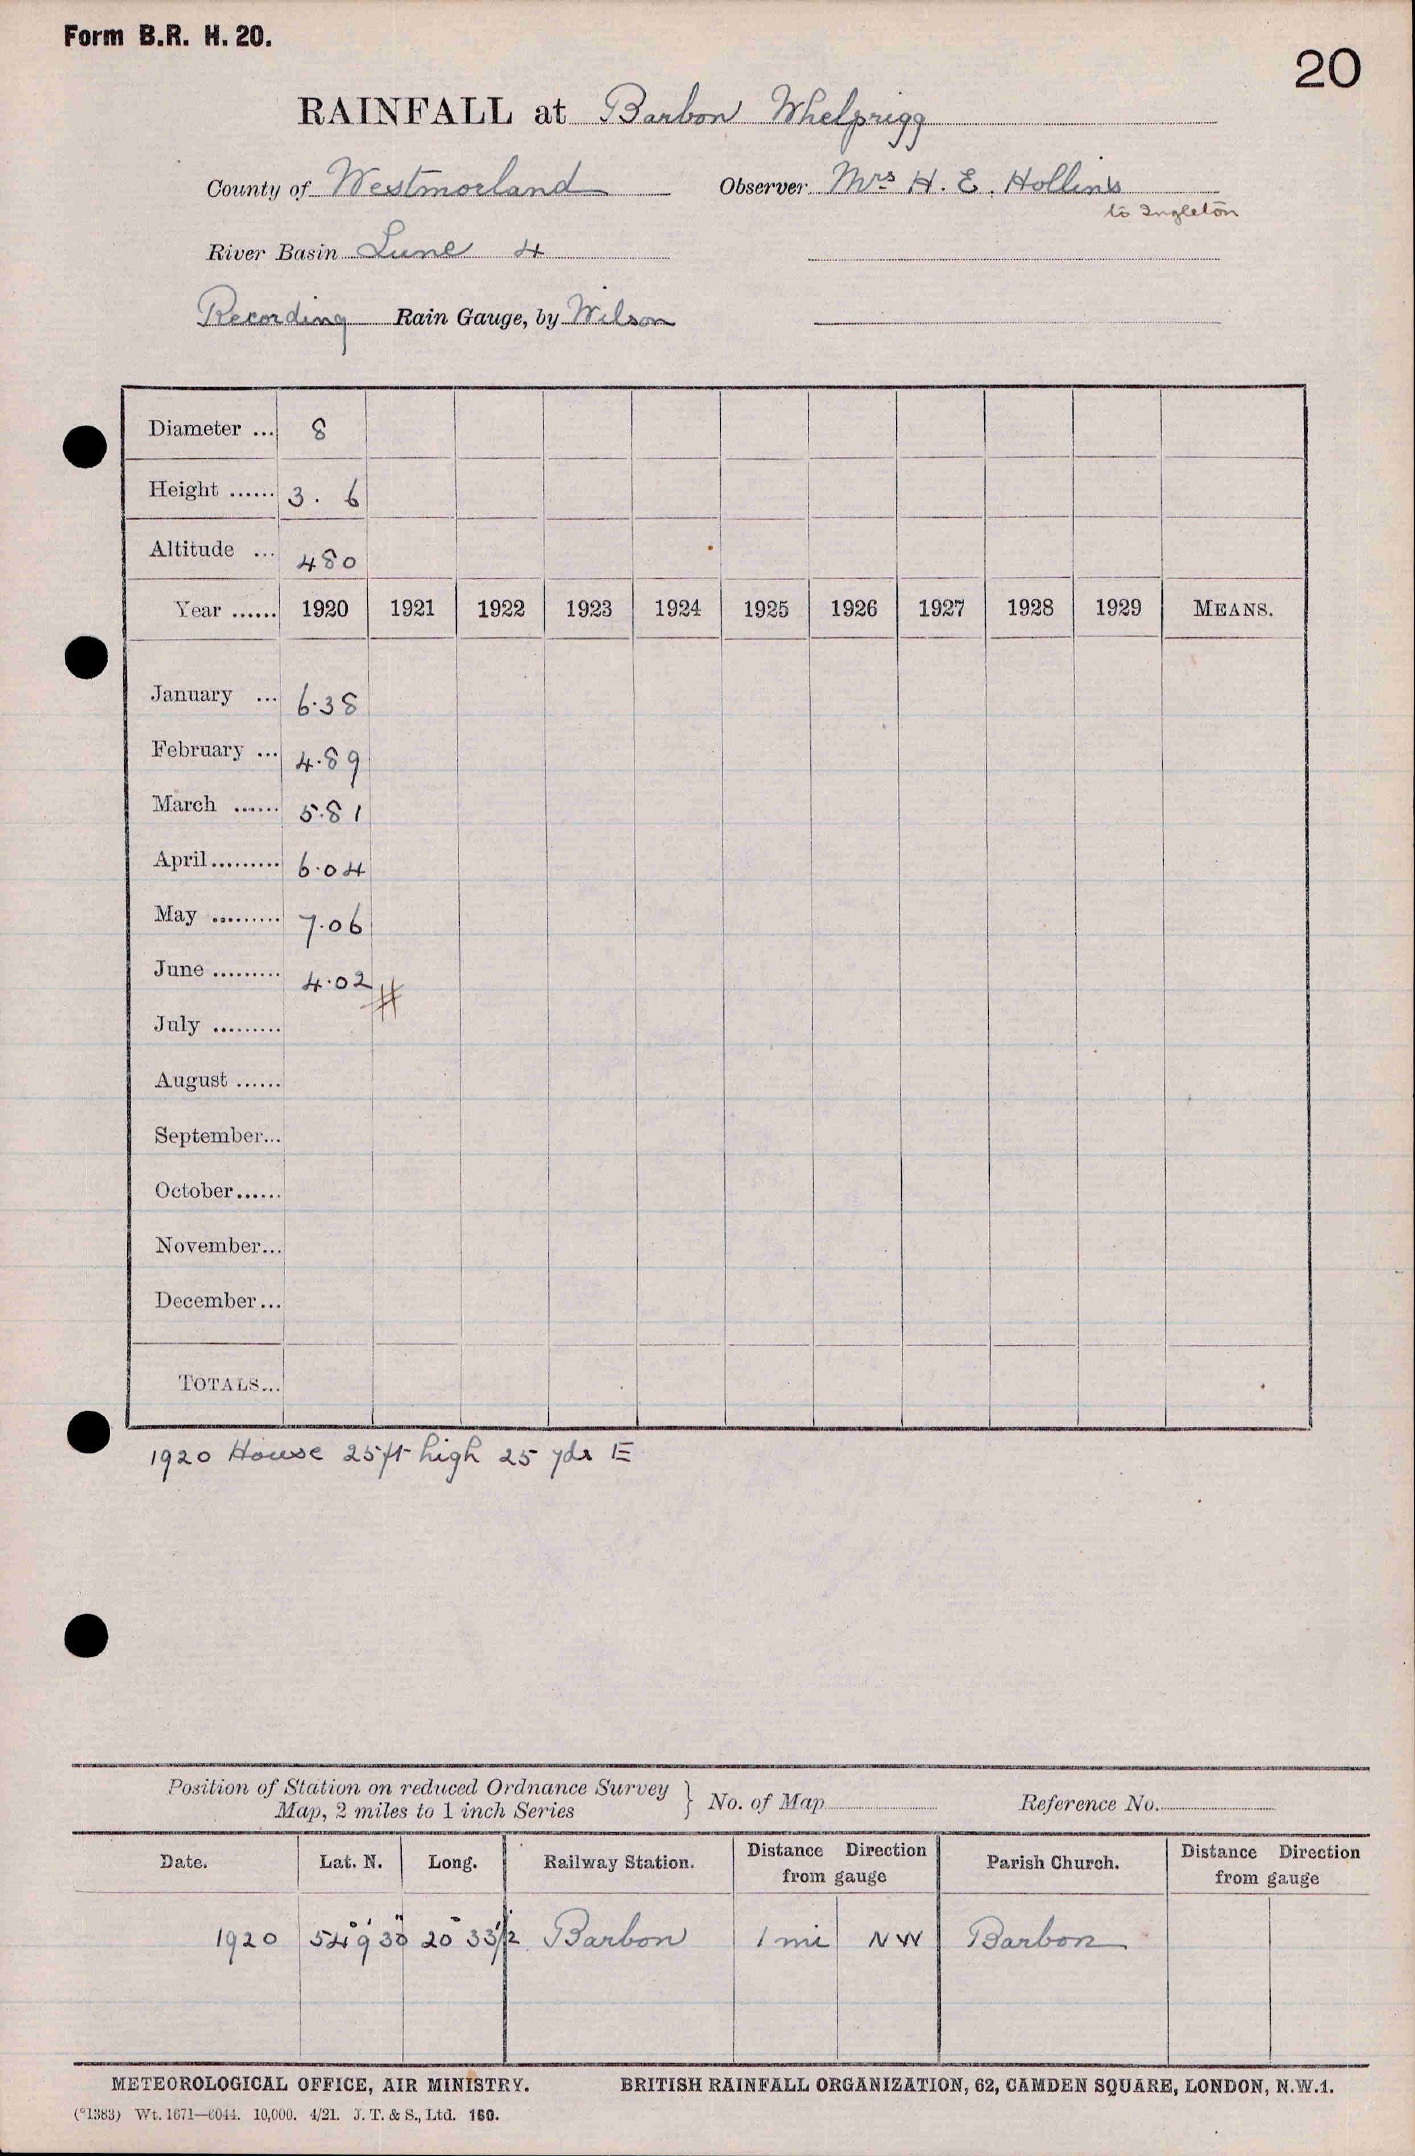 Form B.R. H. 20.
20
RAINFALL at Barbon Whelprigg
County of Westmorland Observer Mrs H. E. Hollins
to Ingleton
River Basin Lune 4
Recording Rain Gauge, by Wilson
Diameter ... 8
Height ...... 3. 6
Altitude ... 480
Year ...... 1920 1921 1922 1923 1924 1925 1926 1927 1928 1929 MEANS.
January ... 6.38
February ... 4.89
March ...... 5.81
April......... 6.04
May ......... 7.06
June ......... 4.02 #
July .........
August ......
September...
October......
November...
December...
TOTALS...
1920 House 25ft high 25 yds E
Position of Station on reduced Ordnance Survey
Map, 2 miles to 1 inch Series } No. of Map Reference No.
Date. Lat. N. Long. Railway Station. Distance Direction from gauge Parish Church. Distance Direction from gauge
1920 54° 9' 30" 2° 33' 1/2 Barbon 1 mi NW Barbon
METEOROLOGICAL OFFICE, AIR MINISTRY. BRITISH RAINFALL ORGANIZATION, 62, CAMDEN SQUARE, LONDON, N.W.1.
(*1383) Wt. 1671—6044. 10,000. 4/21. J. T. & S., Ltd. 160.